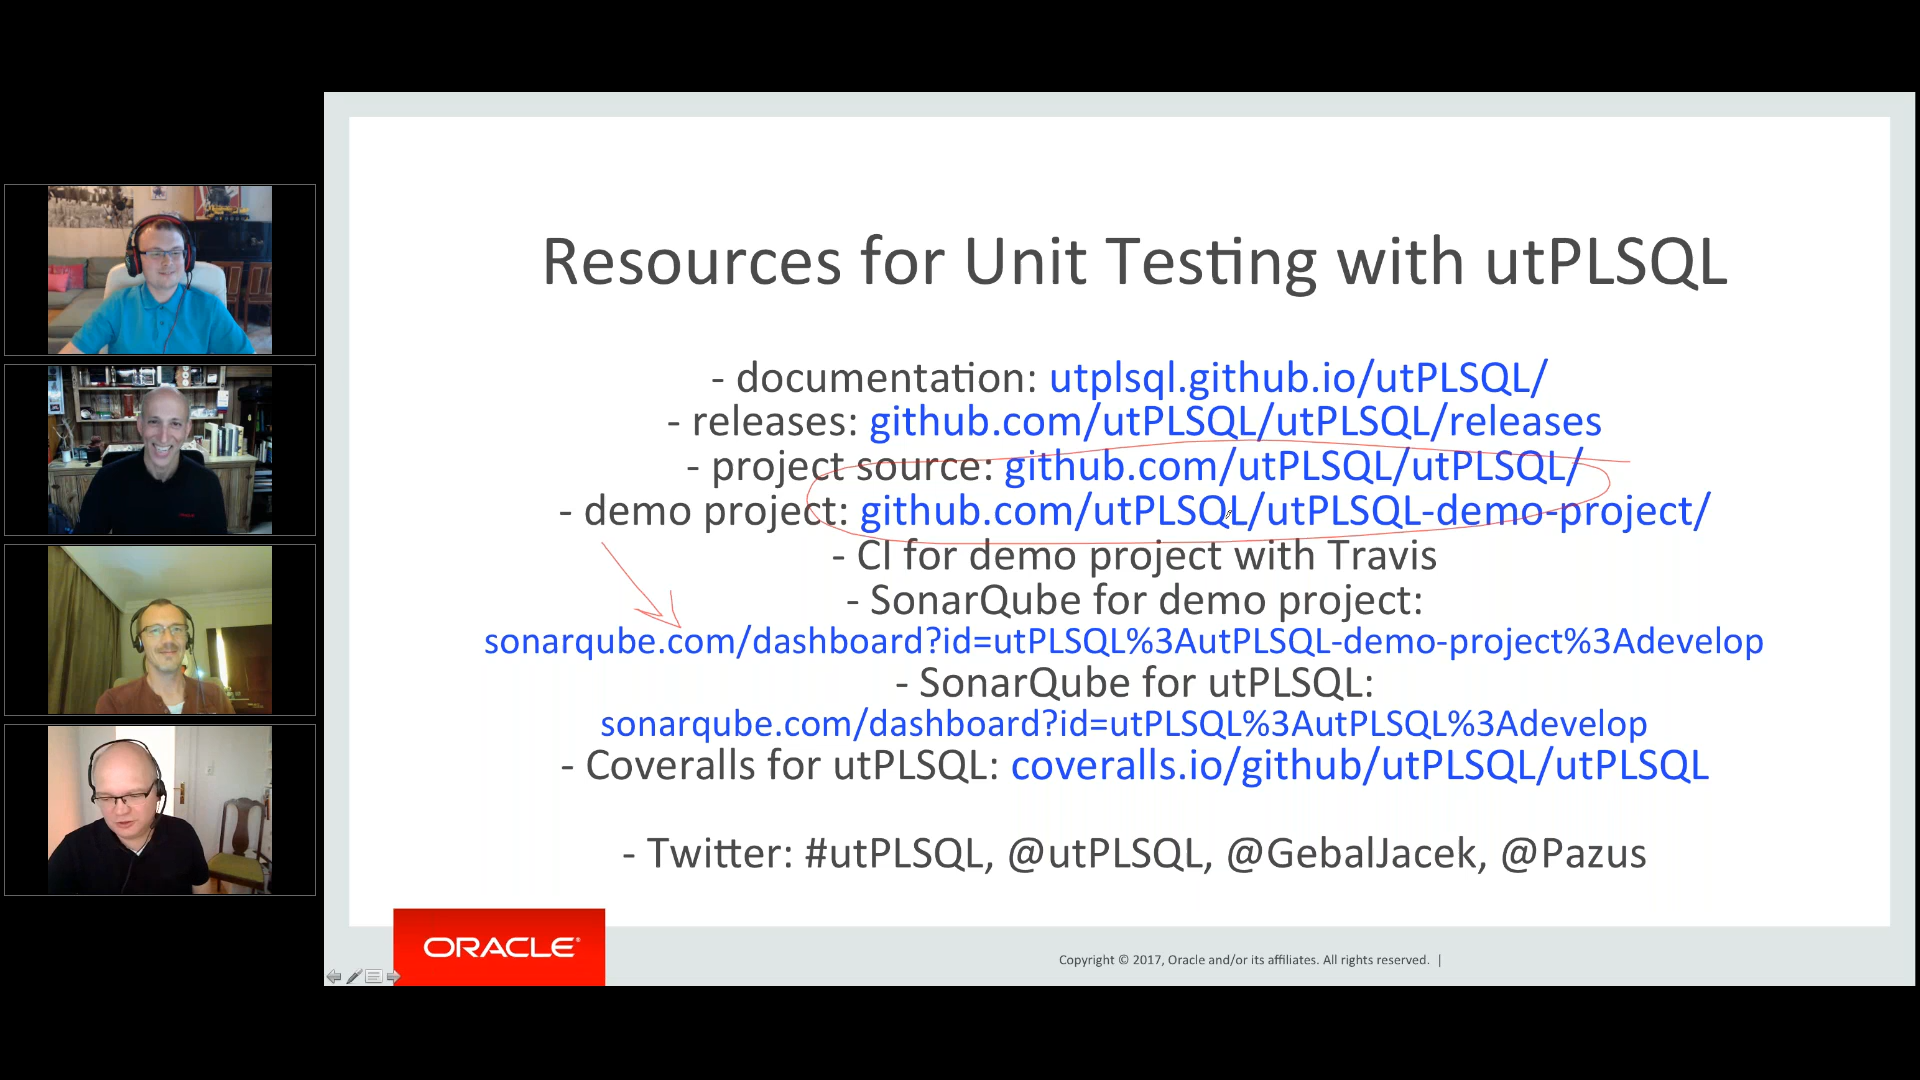 Resources for Unit Testing with utPLSQL
- documentation: utplsql.github.io/utPLSQL/
- releases: github.com/utPLSQL/utPLSQL/releases
- project source: github.com/utPLSQL/utPLSQL/
- demo project: github.com/utPLSQL/utPLSQL-demo-project/
- CI for demo project with Travis
- SonarQube for demo project:
sonarqube.com/dashboard?id=utPLSQL%3AutPLSQL-demo-project%3Adevelop
- SonarQube for utPLSQL:
sonarqube.com/dashboard?id=utPLSQL%3AutPLSQL%3Adevelop
- Coveralls for utPLSQL: coveralls.io/github/utPLSQL/utPLSQL
- Twitter: #utPLSQL, @utPLSQL, @GebalJacek, @Pazus
ORACLE®
Copyright © 2017, Oracle and/or its affiliates. All rights reserved. |